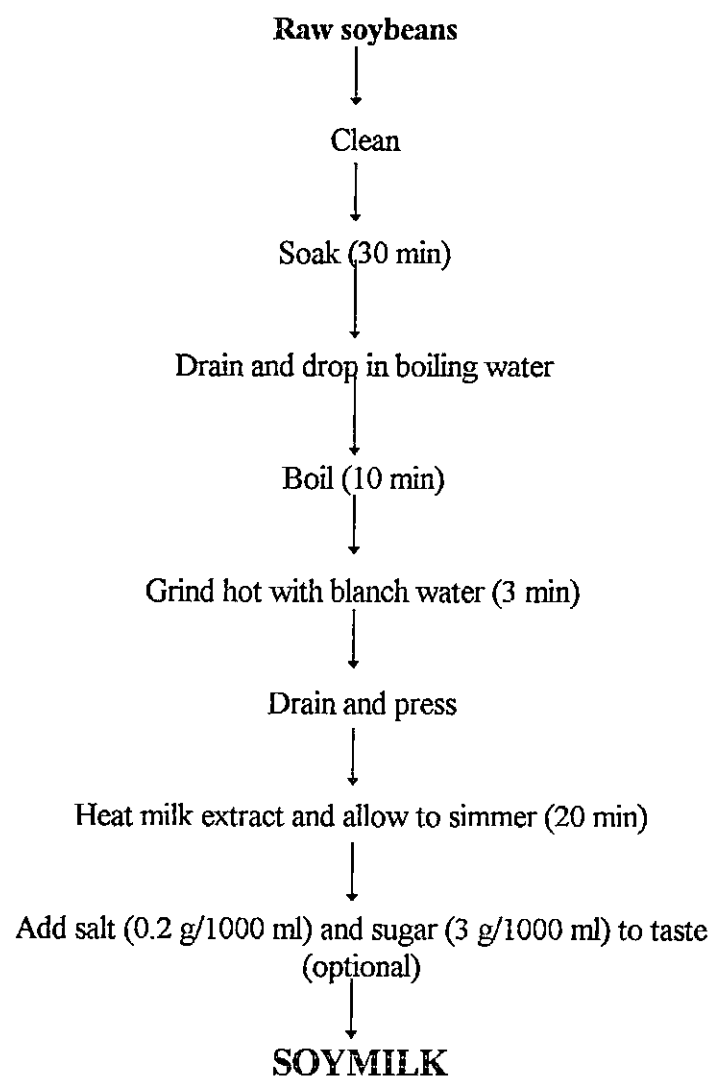 Raw soybeans
Clean
Soak (30 min)
Drain and drop in boiling water
Boil (10 min)
Grind hot with blanch water (3 min)
Drain and press
Heat milk extract and allow to simmer (20 min)
Add salt (0.2 g/1000 ml) and sugar (3 g/1000 ml) to taste
(optional)
SOYMILK